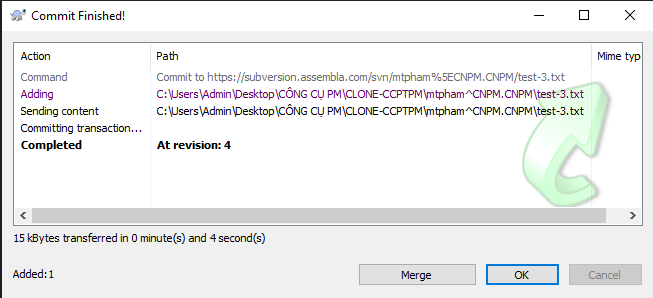 Commit Finished!
Action Path Mime typ
Command Commit to https://subversion.assembla.com/svn/mtpham%5ECNPM.CNPM/test-3.txt
Adding C:\Users\Admin\Desktop\CÔNG CỤ PM\CLONE-CCPTPM\mtpham^CNPM.CNPM\test-3.txt
Sending content C:\Users\Admin\Desktop\CÔNG CỤ PM\CLONE-CCPTPM\mtpham^CNPM.CNPM\test-3.txt
Committing transaction...
Completed At revision: 4
15 kBytes transferred in 0 minute(s) and 4 second(s)
Added:1 Merge OK Cancel